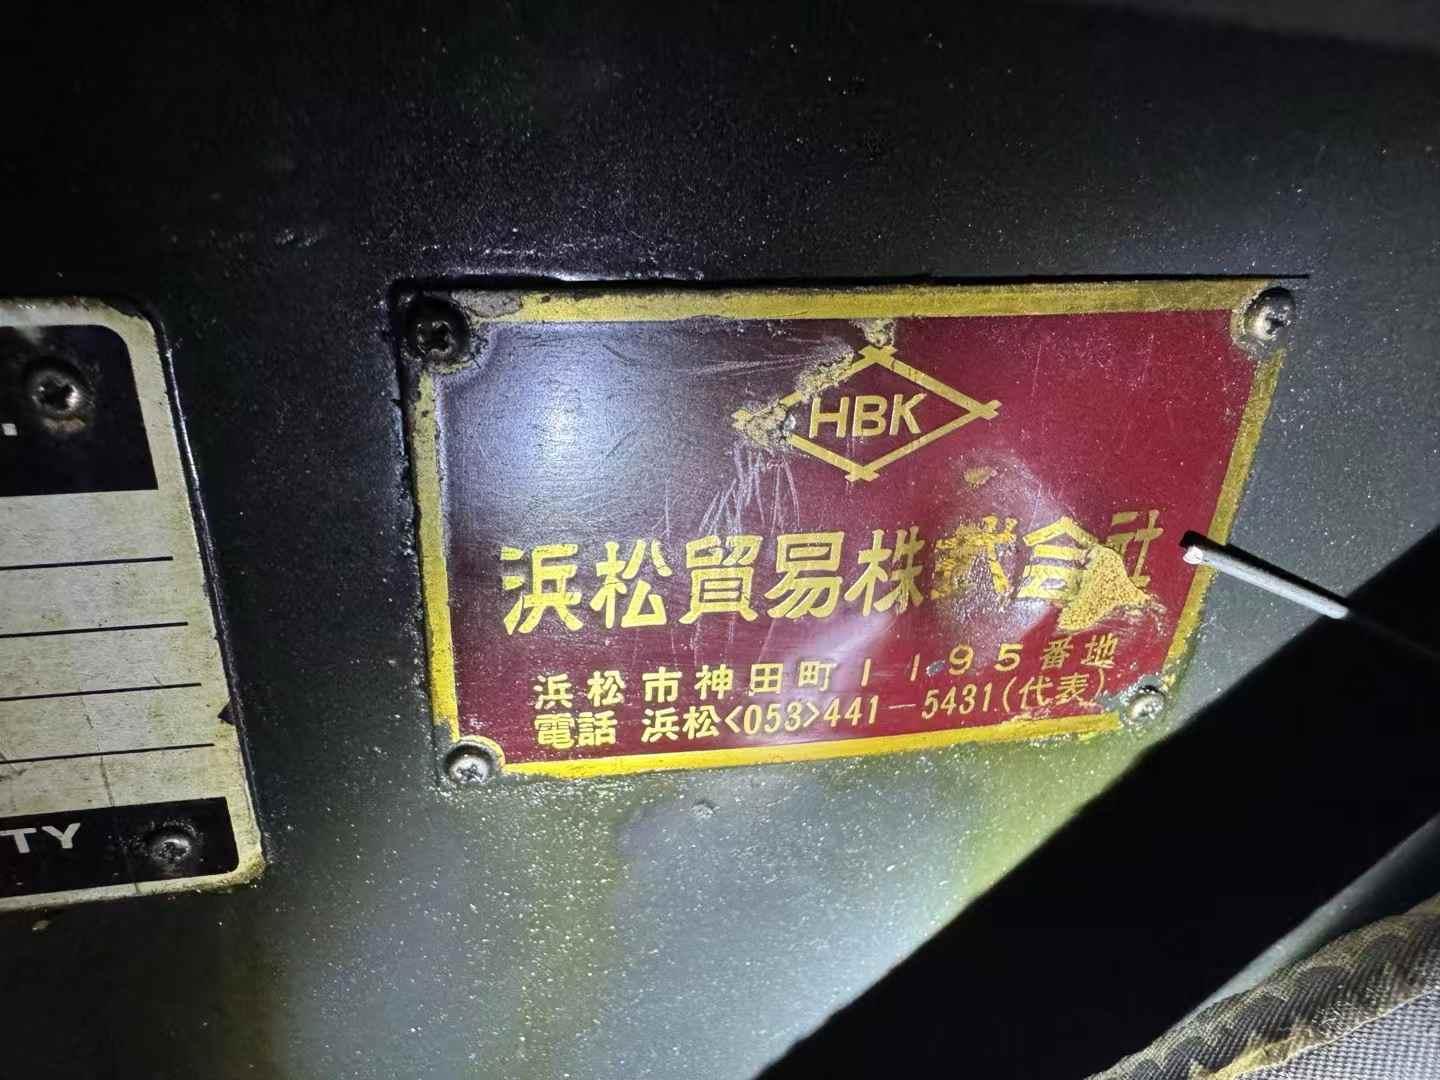 HBK
浜松貿易株式会社
浜松市神田町1195番地
電話 浜松<053>441-5431(代表)
TY